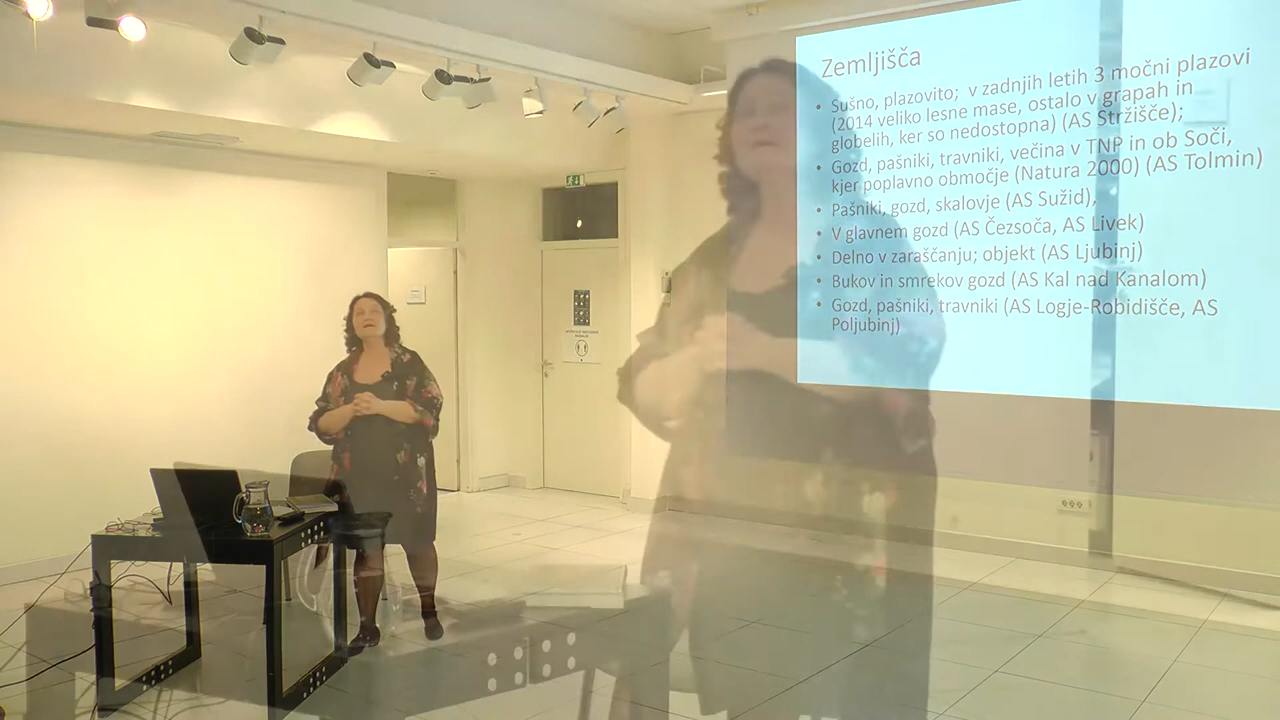 Zemljišča
• Sušno, plazovito; v zadnjih letih 3 močni plazovi
(2014 veliko lesne mase, ostalo v grapah in
globelih, ker so nedostopna) (AS Stržišče);
• Gozd, pašniki, travniki, večina v TNP in ob Soči,
kjer poplavno območje (Natura 2000) (AS Tolmin)
• Pašniki, gozd, skalovje (AS Sužid),
• V glavnem gozd (AS Čezsoča, AS Livek)
• Delno v zaraščanju; objekt (AS Ljubinj)
• Bukov in smrekov gozd (AS Kal nad Kanalom)
• Gozd, pašniki, travniki (AS Logje-Robidišče, AS
Poljubinj)